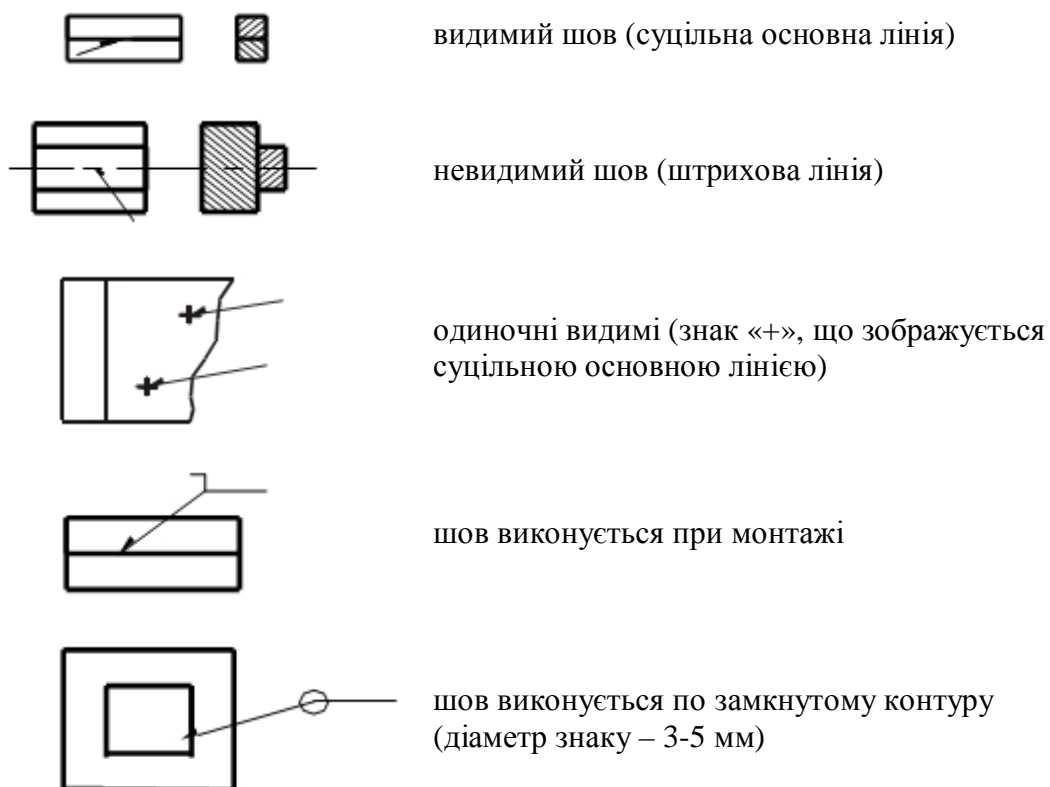 видимий шов (суцільна основна лінія)
невидимий шов (штрихова лінія)
одиночні видимі (знак «+», що зображується
суцільною основною лінією)
шов виконується при монтажі
шов виконується по замкнутому контуру
(діаметр знаку – 3-5 мм)